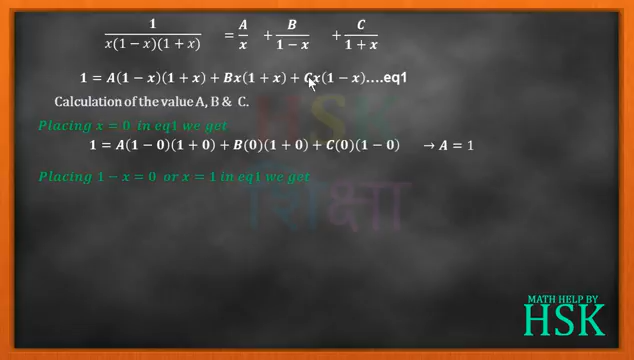 1/(x(1−x)(1+x)) = A/x + B/(1−x) + C/(1+x)
1 = A(1−x)(1+x) + Bx(1+x) + Cx(1−x)....eq1
Calculation of the value A, B & C.
Placing x = 0 in eq1 we get
1 = A(1−0)(1+0) + B(0)(1+0) + C(0)(1−0) → A = 1
Placing 1 − x = 0 or x = 1 in eq1 we get
HSK
शिक्षा
MATH HELP BY
HSK